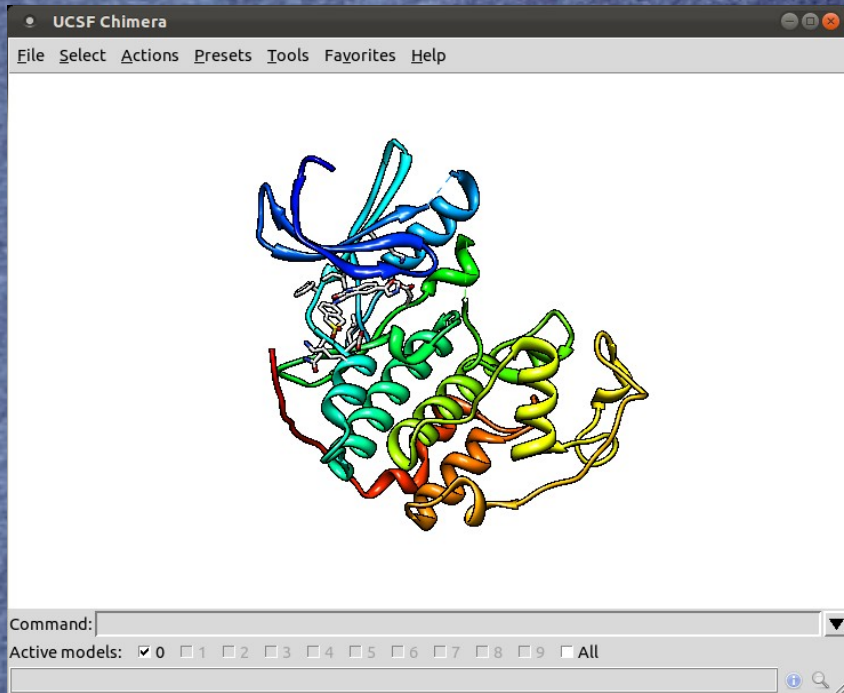 UCSF Chimera
File Select Actions Presets Tools Favorites Help
Command:
Active models: 0 1 2 3 4 5 6 7 8 9 All